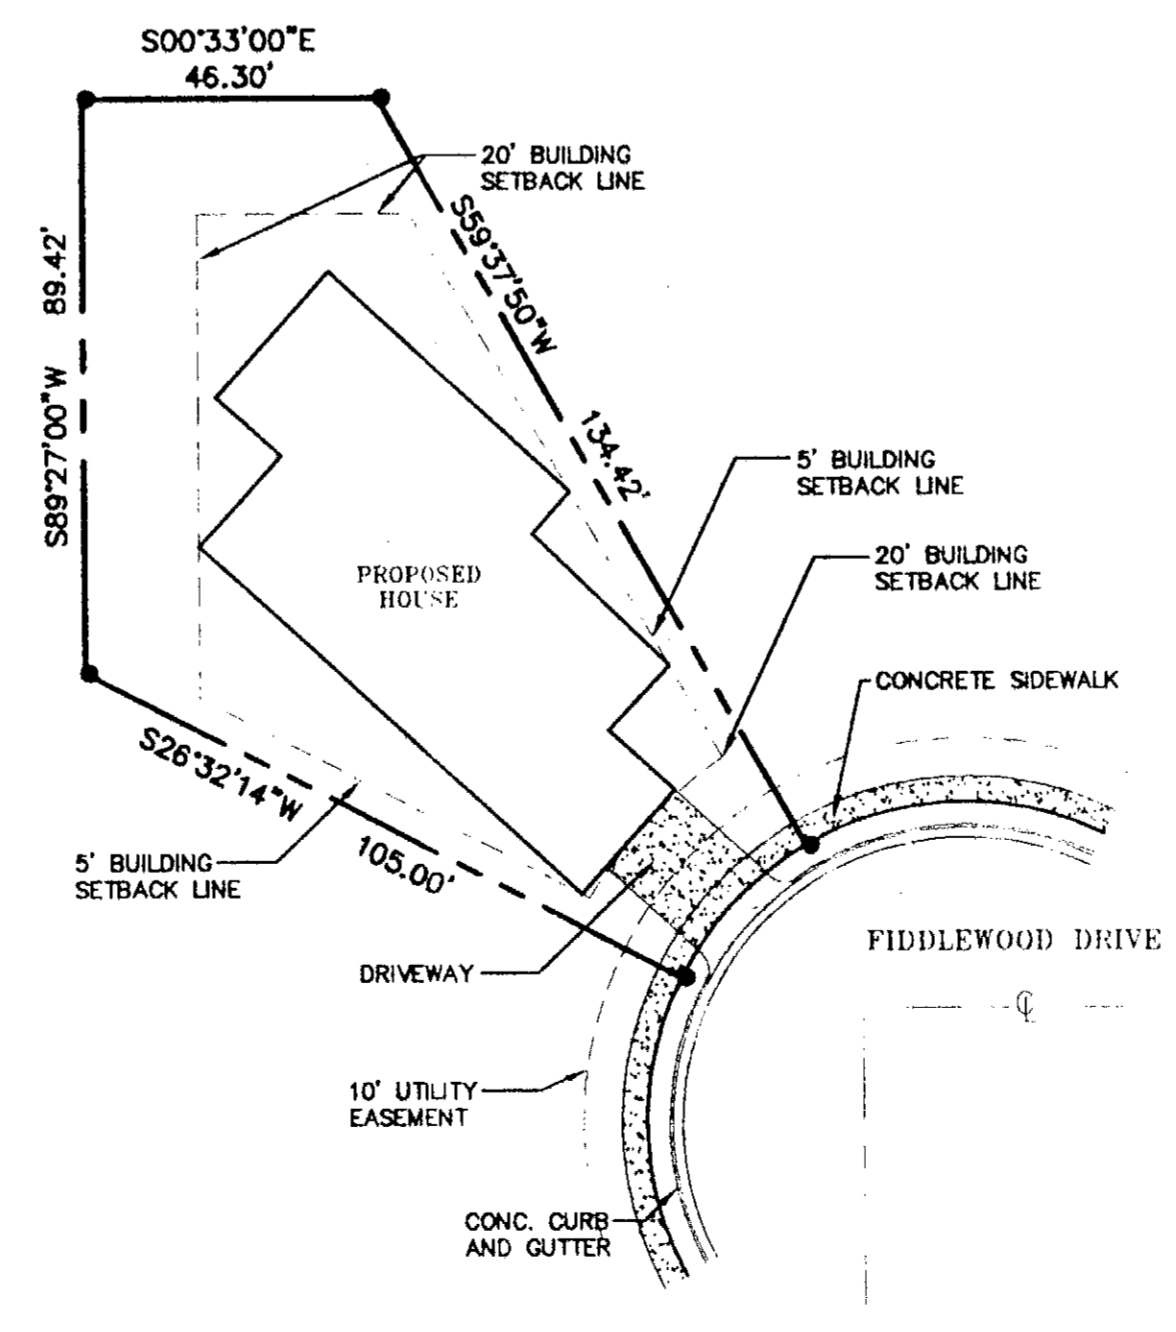 S00°33'00"E
46.30'
20' BUILDING
SETBACK LINE
S59°37'50"W
134.42'
S89°27'00"W 89.42'
5' BUILDING
SETBACK LINE
20' BUILDING
SETBACK LINE
PROPOSED
HOUSE
CONCRETE SIDEWALK
S26°32'14"W
105.00'
5' BUILDING
SETBACK LINE
FIDDLEWOOD DRIVE
DRIVEWAY
℄
10' UTILITY
EASEMENT
CONC. CURB
AND GUTTER